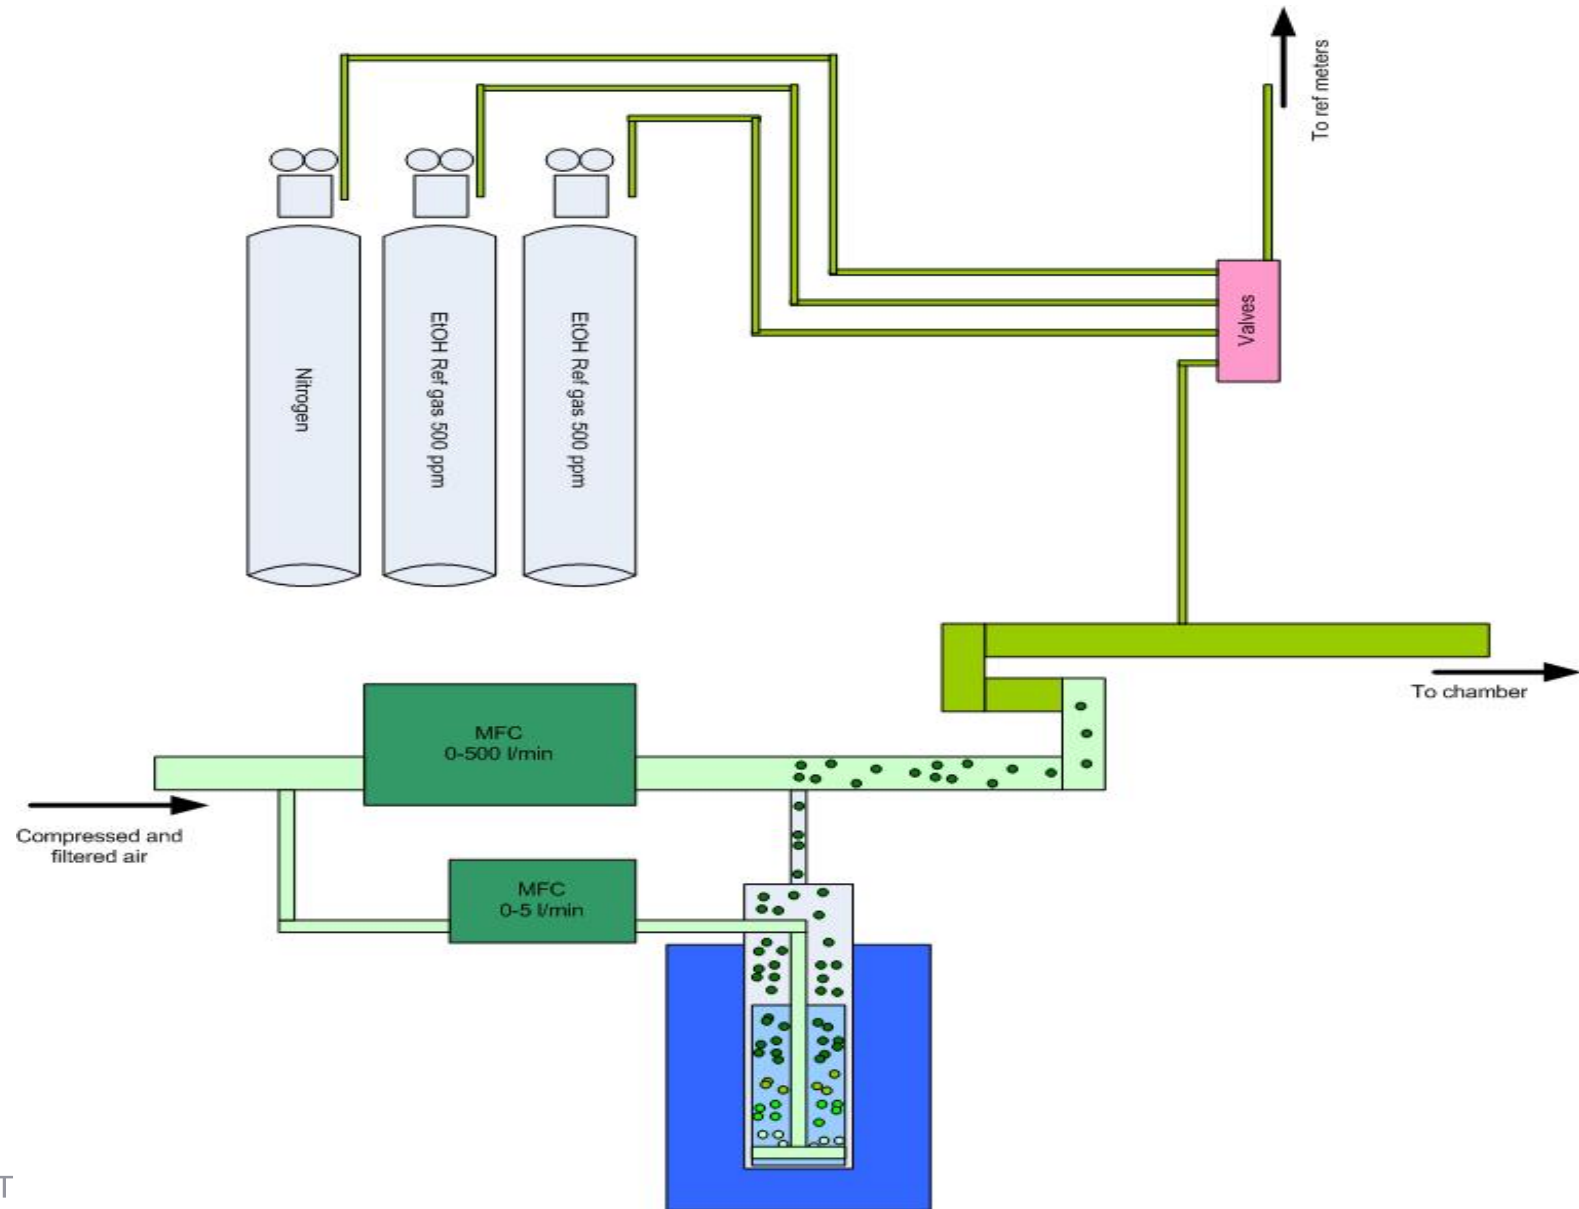 To ref meters
Valves
Nitrogen
EtOH Ref gas 500 ppm
EtOH Ref gas 500 ppm
To chamber
MFC
0-500 l/min
Compressed and
filtered air
MFC
0-5 l/min
T